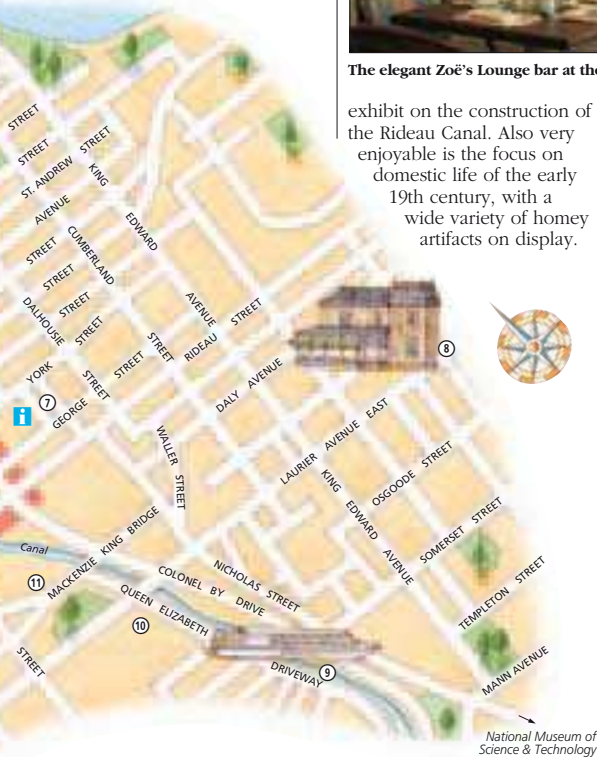 The elegant Zoë's Lounge bar at the
exhibit on the construction of
the Rideau Canal. Also very
enjoyable is the focus on
domestic life of the early
19th century, with a
wide variety of homey
artifacts on display.
STREET
STREET
ST. ANDREW STREET
KING EDWARD AVENUE
AVENUE
CUMBERLAND STREET
STREET
STREET
STREET
STREET
DALHOUSIE STREET
RIDEAU STREET
YORK
STREET
GEORGE
DALY AVENUE
8
7
i
WALLER STREET
LAURIER AVENUE EAST
KING EDWARD AVENUE
OSGOODE STREET
SOMERSET STREET
Canal
MACKENZIE KING BRIDGE
11
NICHOLAS STREET
COLONEL BY DRIVE
QUEEN ELIZABETH DRIVEWAY
10
9
TEMPLETON STREET
MANN AVENUE
STREET
National Museum of
Science & Technology